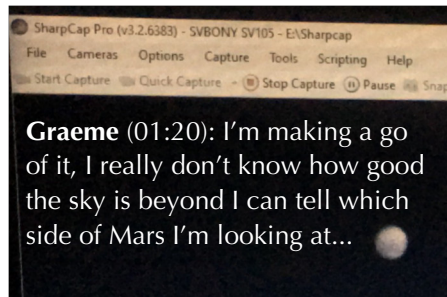 SharpCap Pro (v3.2.6383) - SVBONY SV105 - E:\Sharpcap
File Cameras Options Capture Tools Scripting Help
Start Capture Quick Capture Stop Capture Pause Snap
Graeme (01:20): I’m making a go
of it, I really don’t know how good
the sky is beyond I can tell which
side of Mars I’m looking at...